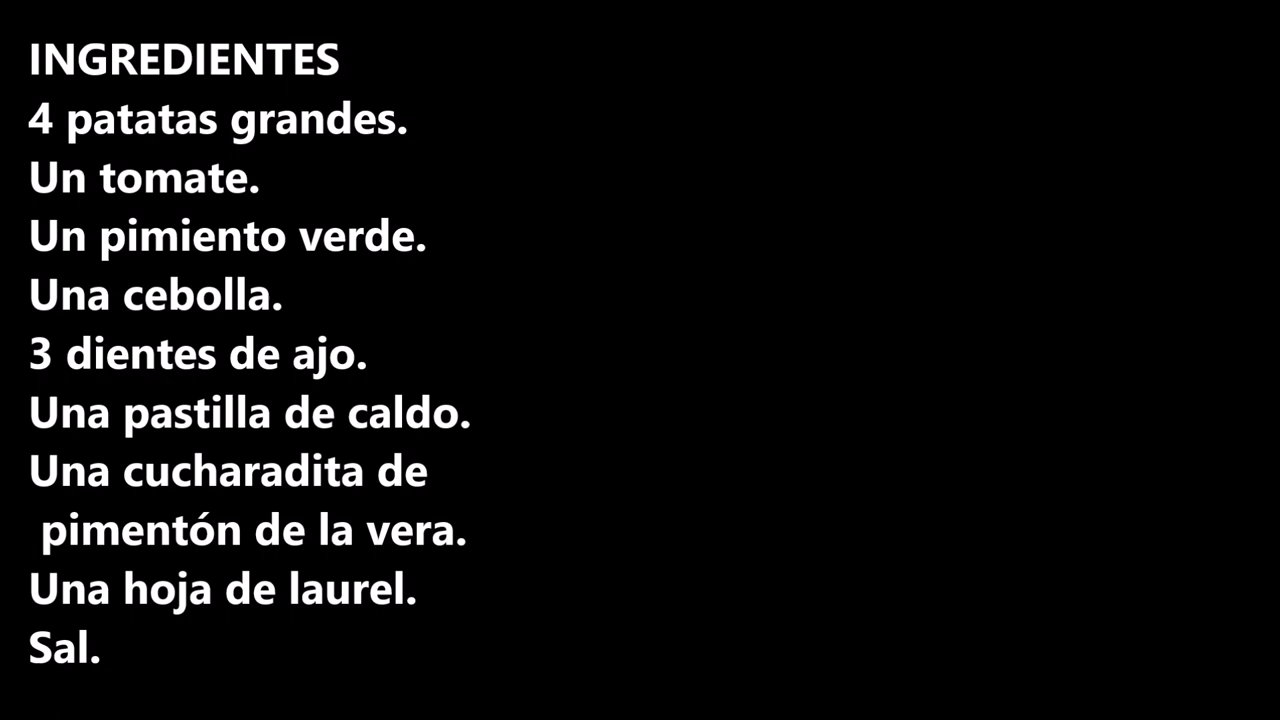 INGREDIENTES
4 patatas grandes.
Un tomate.
Un pimiento verde.
Una cebolla.
3 dientes de ajo.
Una pastilla de caldo.
Una cucharadita de
pimentón de la vera.
Una hoja de laurel.
Sal.